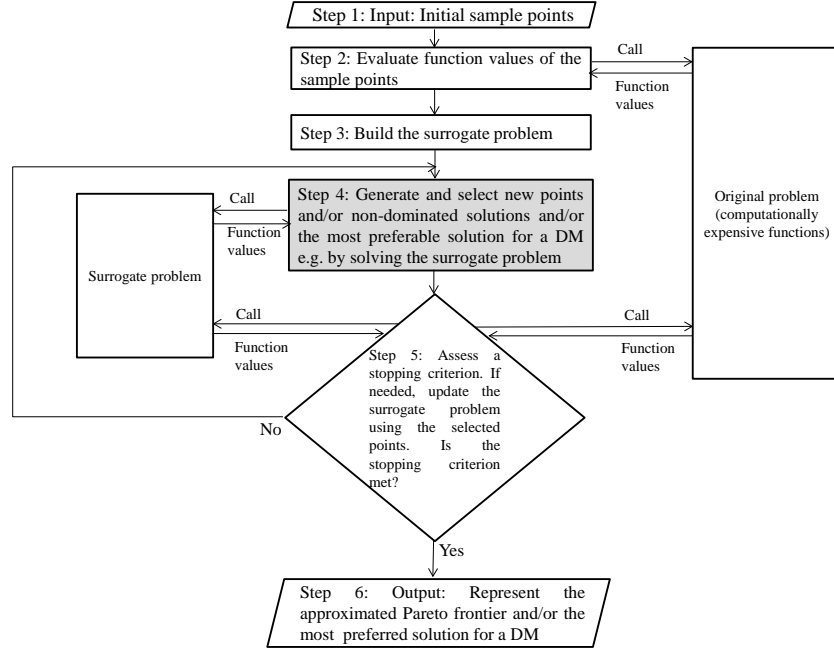 Step 1: Input: Initial sample points
Step 2: Evaluate function values of the
sample points
Call
Function
values
Step 3: Build the surrogate problem
Step 4: Generate and select new points
and/or non-dominated solutions and/or
the most preferable solution for a DM
e.g. by solving the surrogate problem
Call
Function
values
Surrogate problem
Original problem
(computationally
expensive functions)
Call
Function
values
Call
Function
values
Step 5: Assess a
stopping criterion. If
needed, update the
surrogate problem
using the selected
points. Is the
stopping criterion
met?
No
Yes
Step 6: Output: Represent the
approximated Pareto frontier and/or the
most preferred solution for a DM